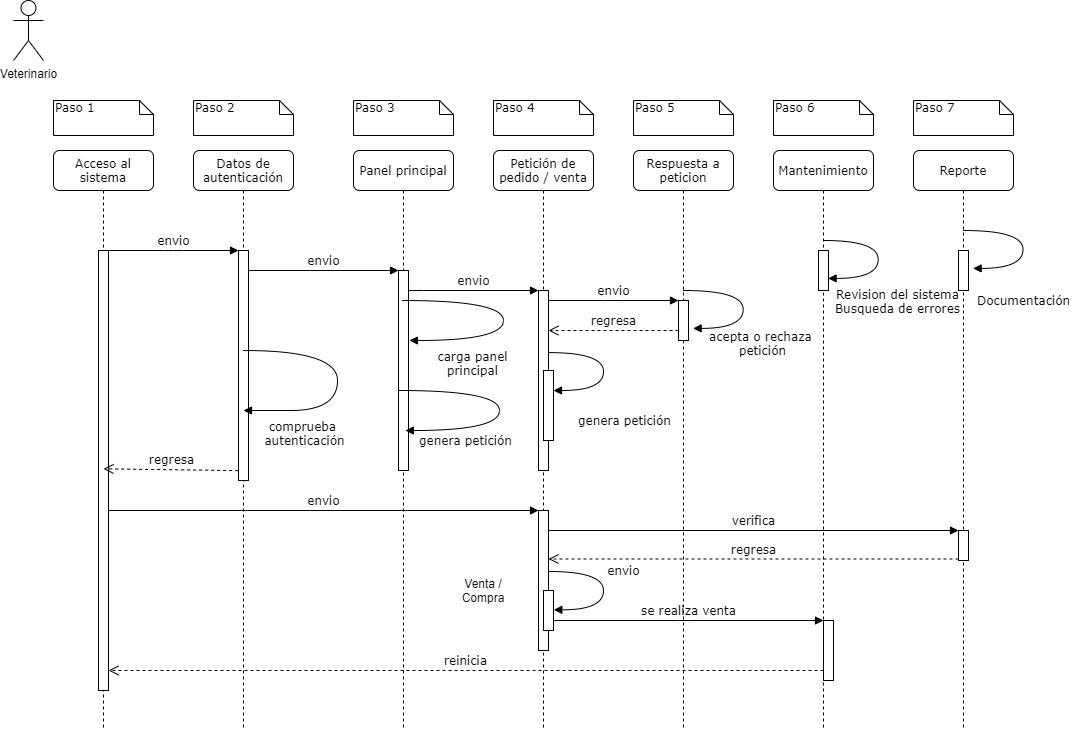 Veterinario
Paso 1
Paso 2
Paso 3
Paso 4
Paso 5
Paso 6
Paso 7
Acceso al
sistema
Datos de
autenticación
Panel principal
Petición de
pedido / venta
Respuesta a
peticion
Mantenimiento
Reporte
envio
envio
envio
envio
regresa
Revision del sistema
Busqueda de errores
Documentación
acepta o rechaza
petición
carga panel
principal
comprueba
autenticación
genera petición
genera petición
regresa
envio
verifica
regresa
envio
Venta /
Compra
se realiza venta
reinicia